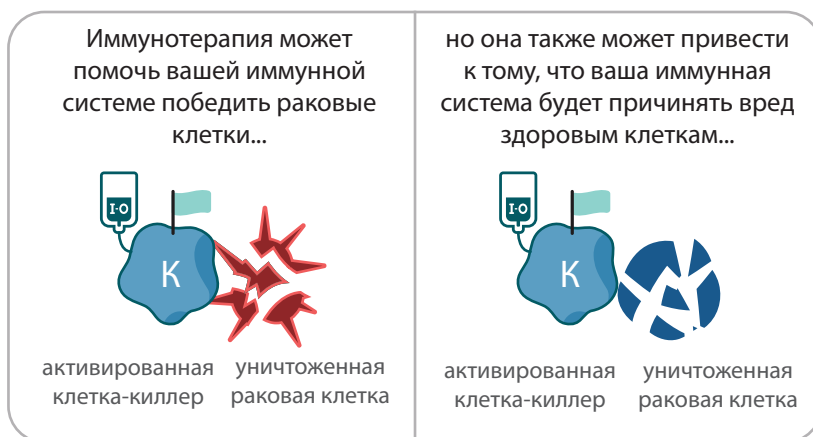 Иммунотерапия может
помочь вашей иммунной
системе победить раковые
клетки...
I-O
К
активированная
клетка-киллер
уничтоженная
раковая клетка
но она также может привести
к тому, что ваша иммунная
система будет причинять вред
здоровым клеткам...
I-O
К
активированная
клетка-киллер
уничтоженная
раковая клетка